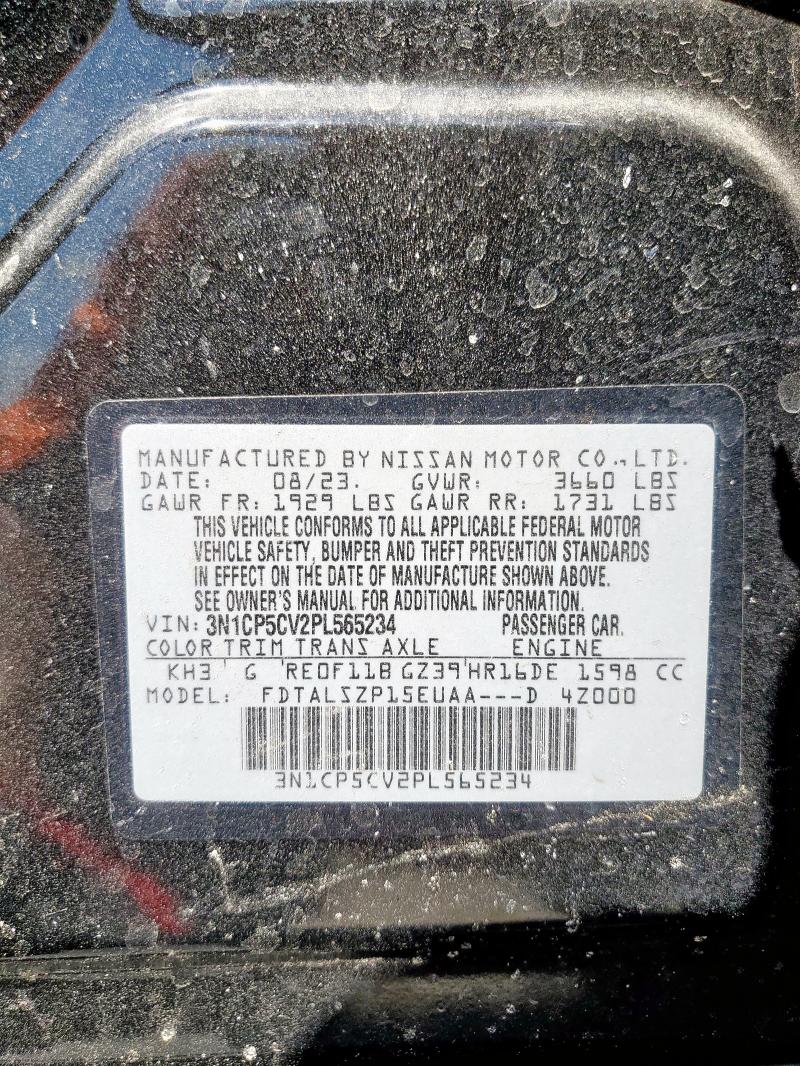 MANUFACTURED BY NISSAN MOTOR CO., LTD.
DATE: 08/23. GVWR: 3660 LBS
GAWR FR: 1929 LBS GAWR RR: 1731 LBS
THIS VEHICLE CONFORMS TO ALL APPLICABLE FEDERAL MOTOR
VEHICLE SAFETY, BUMPER AND THEFT PREVENTION STANDARDS
IN EFFECT ON THE DATE OF MANUFACTURE SHOWN ABOVE.
SEE OWNER'S MANUAL FOR ADDITIONAL INFORMATION.
VIN: 3N1CP5CV2PL565234 PASSENGER CAR.
COLOR TRIM TRANS AXLE ENGINE
KH3 ' G 'RE0F11B GZ39'HR16DE 1598 CC
MODEL: FDTALSZP15EUAA---D 4Z000
3N1CP5CV2PL565234